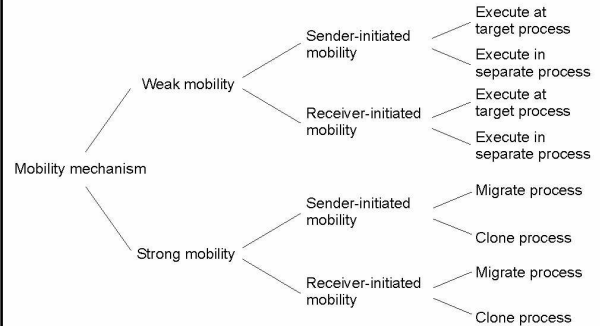 Mobility mechanism
Weak mobility
Sender-initiated
mobility
Execute at
target process
Execute in
separate process
Receiver-initiated
mobility
Execute at
target process
Execute in
separate process
Strong mobility
Sender-initiated
mobility
Migrate process
Clone process
Receiver-initiated
mobility
Migrate process
Clone process